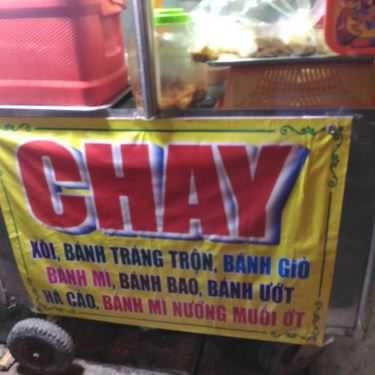 CHAY
XÔI, BÁNH TRÁNG TRỘN, BÁNH GIÒ
BÁNH MÌ, BÁNH BAO, BÁNH ƯỚT
HÁ CẢO, BÁNH MÌ NƯỚNG MUỐI ỚT